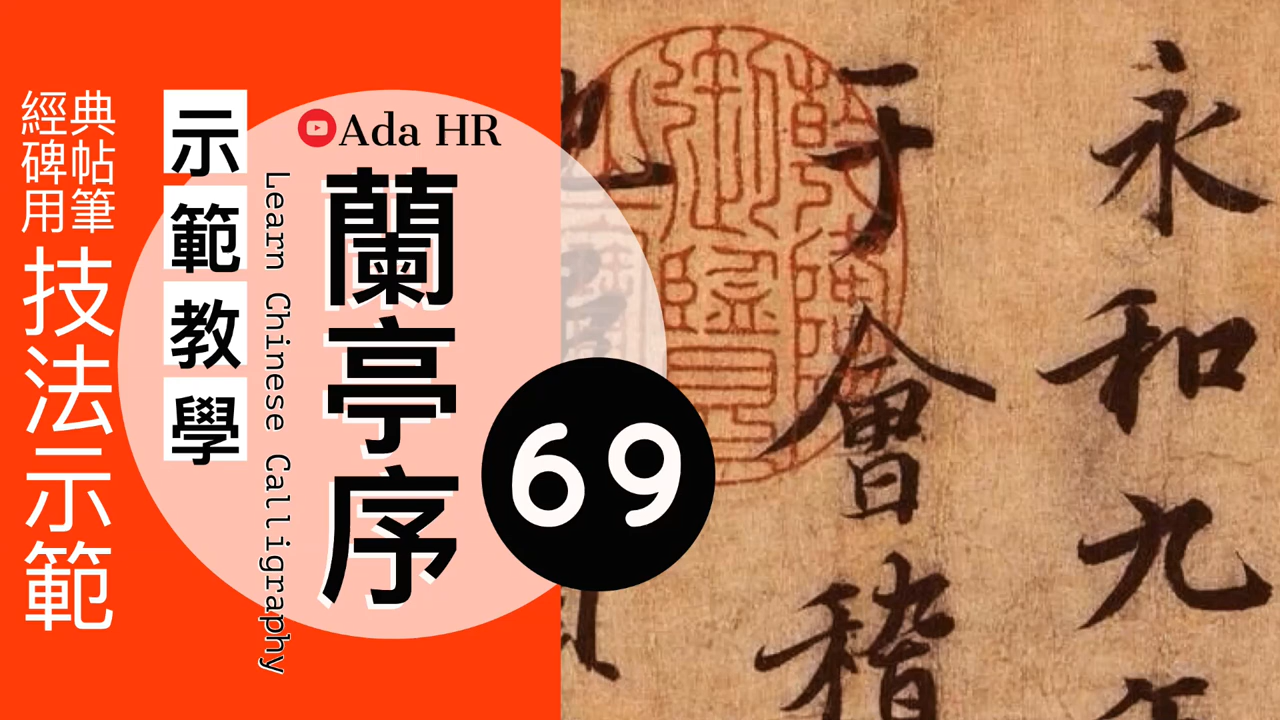 經典
碑帖
用筆
技法示範
示範教學
Learn Chinese Calligraphy
Ada HR
蘭亭序
69
永和九年
于會稽